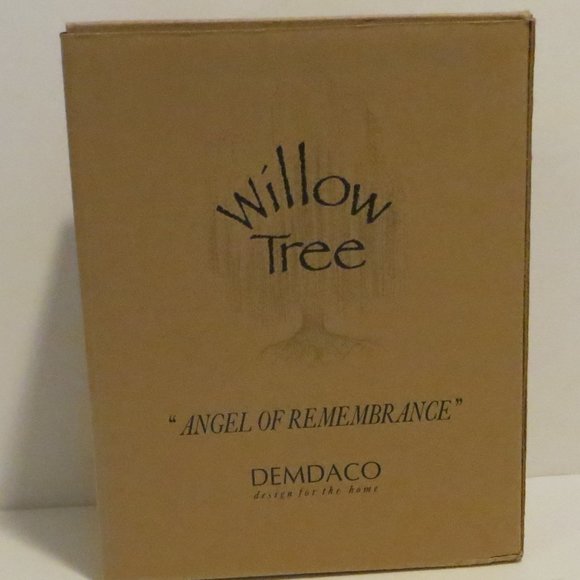 Willow
Tree
“ANGEL OF REMEMBRANCE”
DEMDACO
design for the home